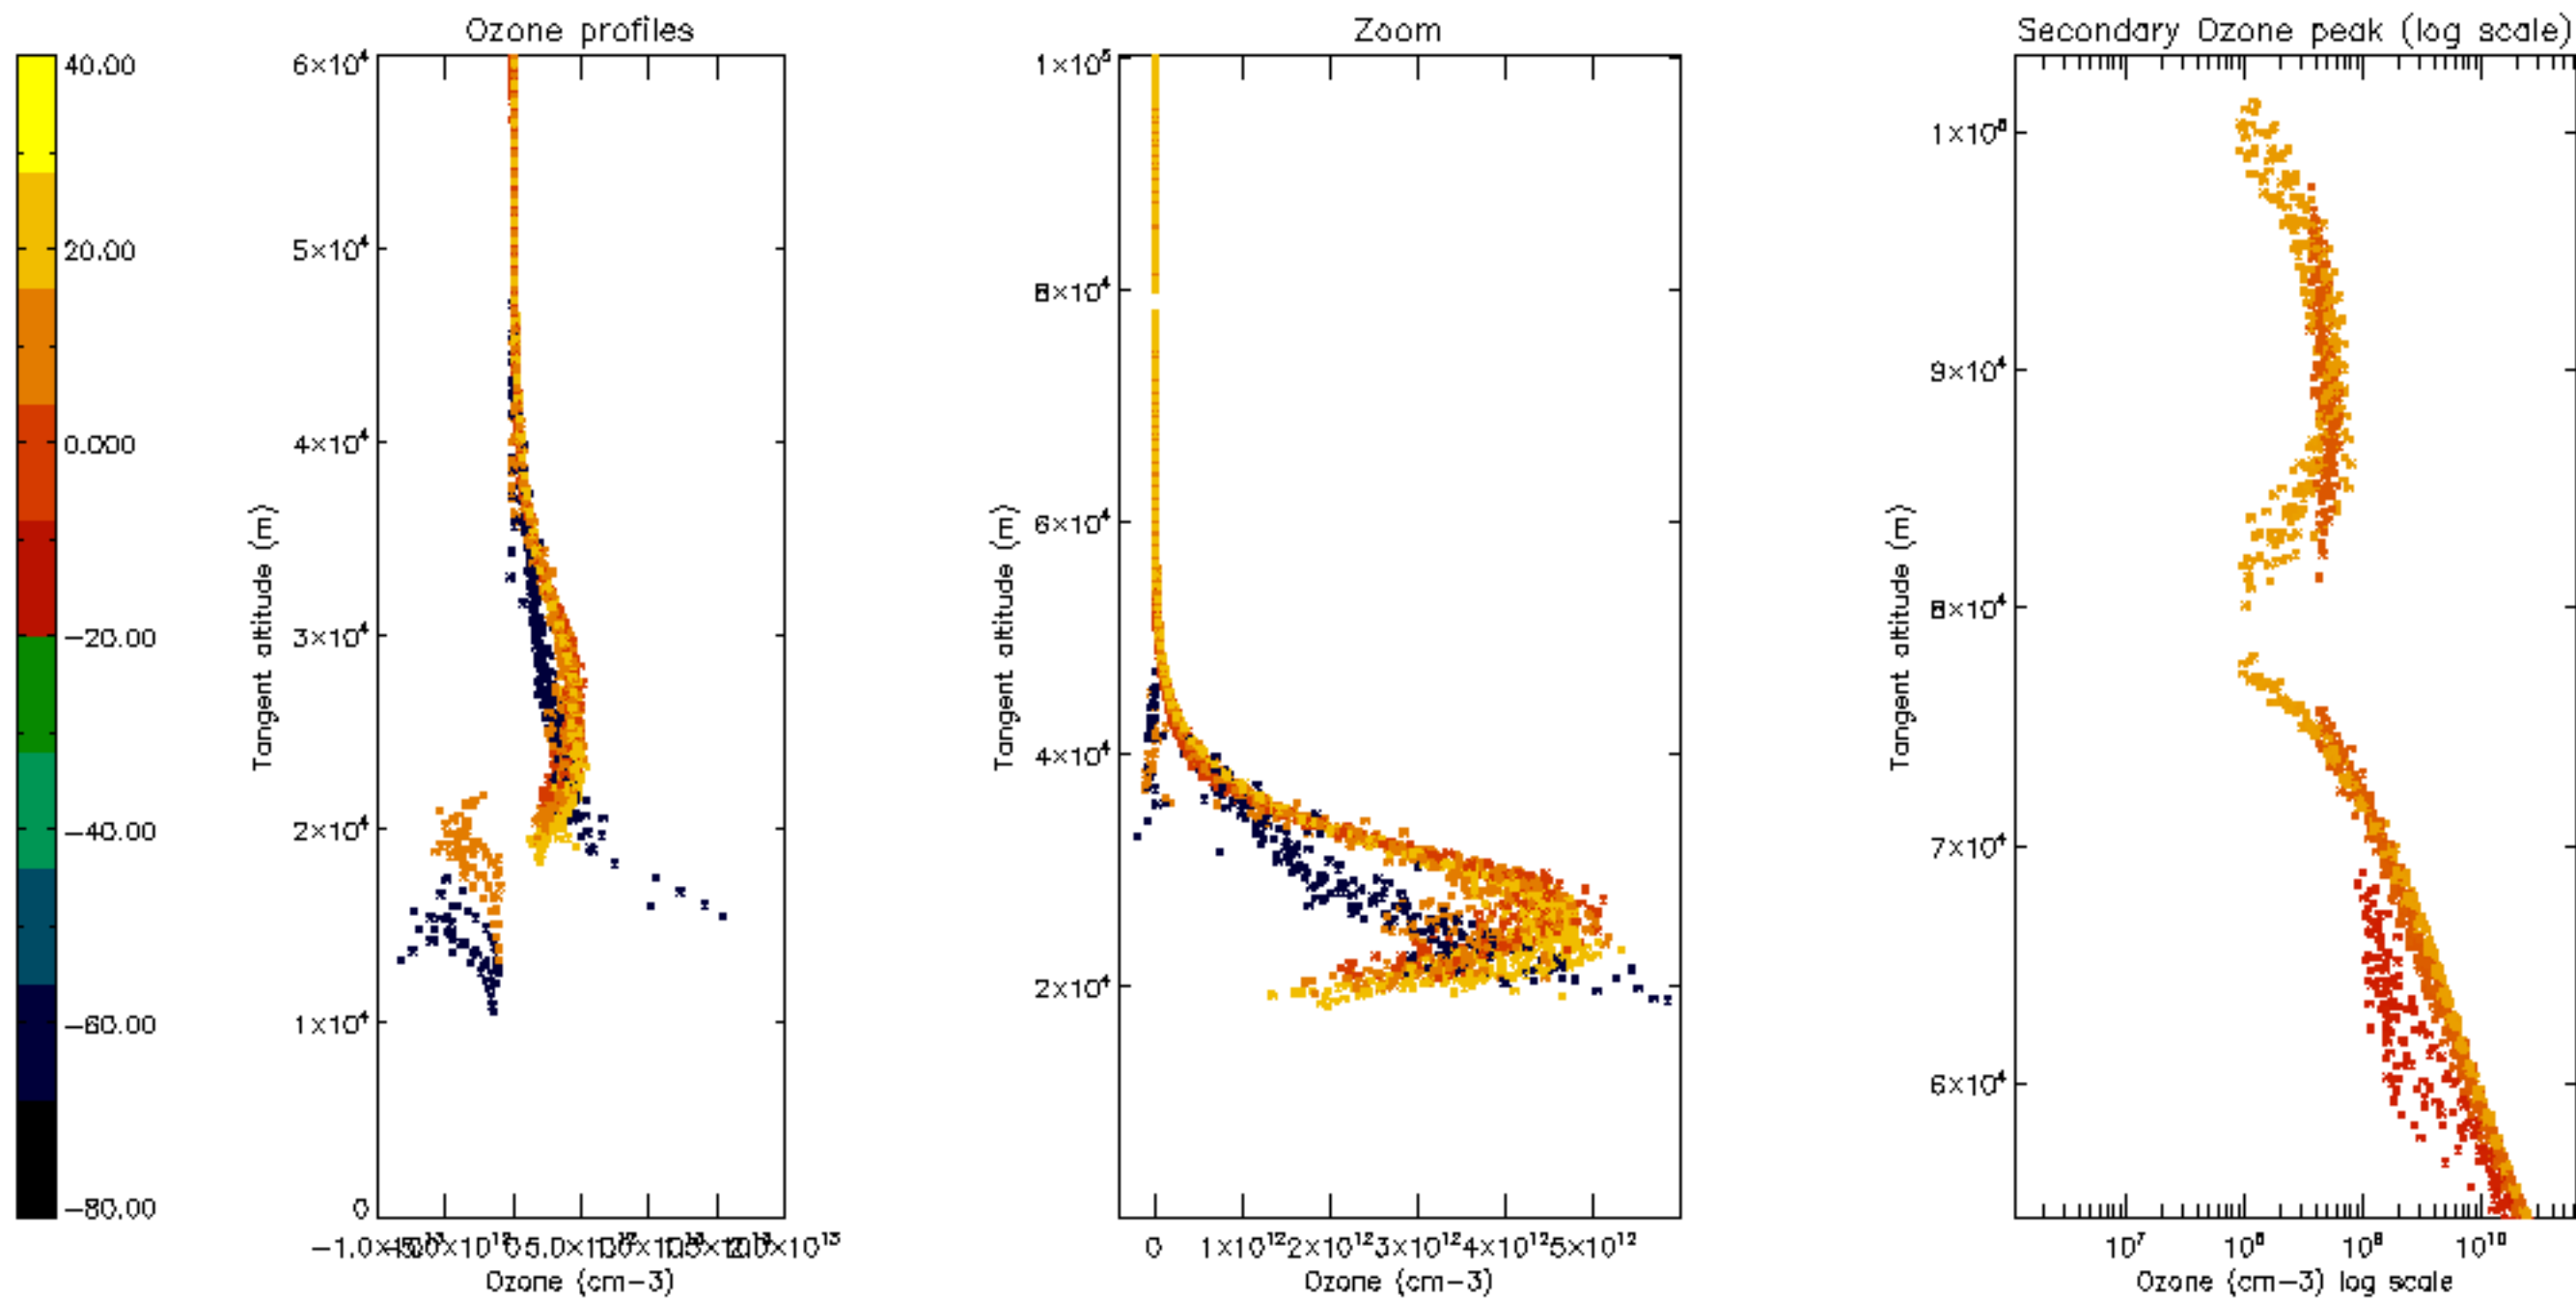 Ozone profiles
Zoom
Secondary Ozone peak (log scale)
40.00
20.00
0.000
−20.00
−40.00
−60.00
−80.00
Tangent altitude (m)
6×10⁴
5×10⁴
4×10⁴
3×10⁴
2×10⁴
1×10⁴
0
Ozone (cm−3)
Tangent altitude (m)
1×10⁵
8×10⁴
6×10⁴
4×10⁴
2×10⁴
0 1×10¹² 2×10¹² 3×10¹² 4×10¹² 5×10¹²
Ozone (cm−3)
Tangent altitude (m)
1×10⁵
9×10⁴
8×10⁴
7×10⁴
6×10⁴
10⁷ 10⁸ 10⁹ 10¹⁰
Ozone (cm−3) log scale